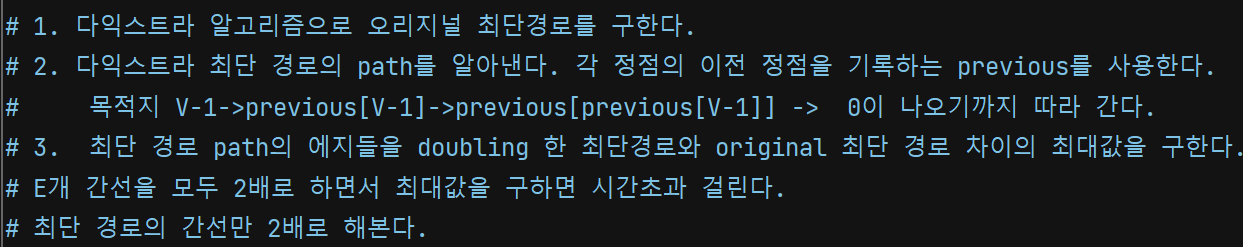 # 1. 다익스트라 알고리즘으로 오리지널 최단경로를 구한다.
# 2. 다익스트라 최단 경로의 path를 알아낸다. 각 정점의 이전 정점을 기록하는 previous를 사용한다.
#    목적지 V-1->previous[V-1]->previous[previous[V-1]] ->  0이 나오기까지 따라 간다.
# 3.  최단 경로 path의 에지들을 doubling 한 최단경로와 original 최단 경로 차이의 최대값을 구한다.
# E개 간선을 모두 2배로 하면서 최대값을 구하면 시간초과 걸린다.
# 최단 경로의 간선만 2배로 해본다.